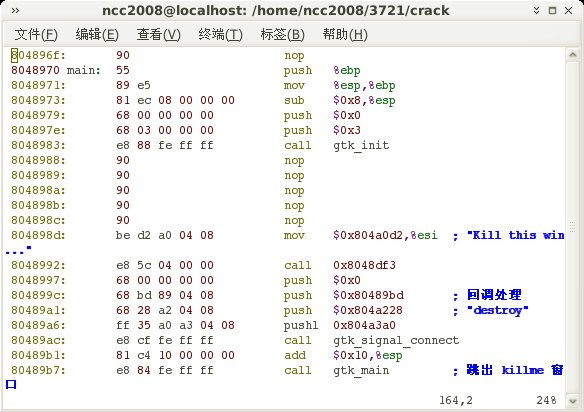 ncc2008@localhost: /home/ncc2008/3721/crack
文件(F) 编辑(E) 查看(V) 终端(T) 标签(B) 帮助(H)
804896f: 90 nop
8048970 main: 55 push %ebp
8048971: 89 e5 mov %esp,%ebp
8048973: 81 ec 08 00 00 00 sub $0x8,%esp
8048979: 68 00 00 00 00 push $0x0
804897e: 68 03 00 00 00 push $0x3
8048983: e8 88 fe ff ff call gtk_init
8048988: 90 nop
8048989: 90 nop
804898a: 90 nop
804898b: 90 nop
804898c: 90 nop
804898d: be d2 a0 04 08 mov $0x804a0d2,%esi ; "Kill this win
..."
8048992: e8 5c 04 00 00 call 0x8048df3
8048997: 68 00 00 00 00 push $0x0
804899c: 68 bd 89 04 08 push $0x80489bd ; 回调处理
80489a1: 68 28 a2 04 08 push $0x804a228 ; "destroy"
80489a6: ff 35 a0 a3 04 08 pushl 0x804a3a0
80489ac: e8 cf fe ff ff call gtk_signal_connect
80489b1: 81 c4 10 00 00 00 add $0x10,%esp
80489b7: e8 84 fe ff ff call gtk_main ; 跳出 killme 窗
口
164,2 24%